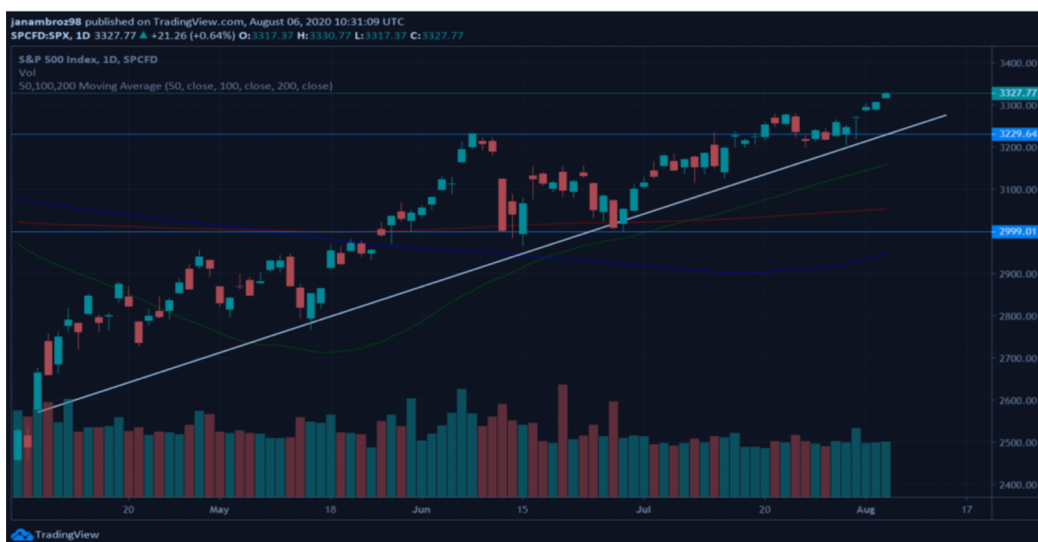 janambroz98 published on TradingView.com, August 06, 2020 10:31:09 UTC
SPCFD:SPX, 1D 3327.77 ▲ +21.26 (+0.64%) O:3317.37 H:3330.77 L:3317.37 C:3327.77
S&P 500 Index, 1D, SPCFD
Vol
50,100,200 Moving Average (50, close, 100, close, 200, close)
3400.00
3327.77
3300.00
3229.64
3200.00
3100.00
2999.01
2900.00
2800.00
2700.00
2600.00
2500.00
2400.00
20 May 18 Jun 15 Jul 20 Aug 17
TradingView